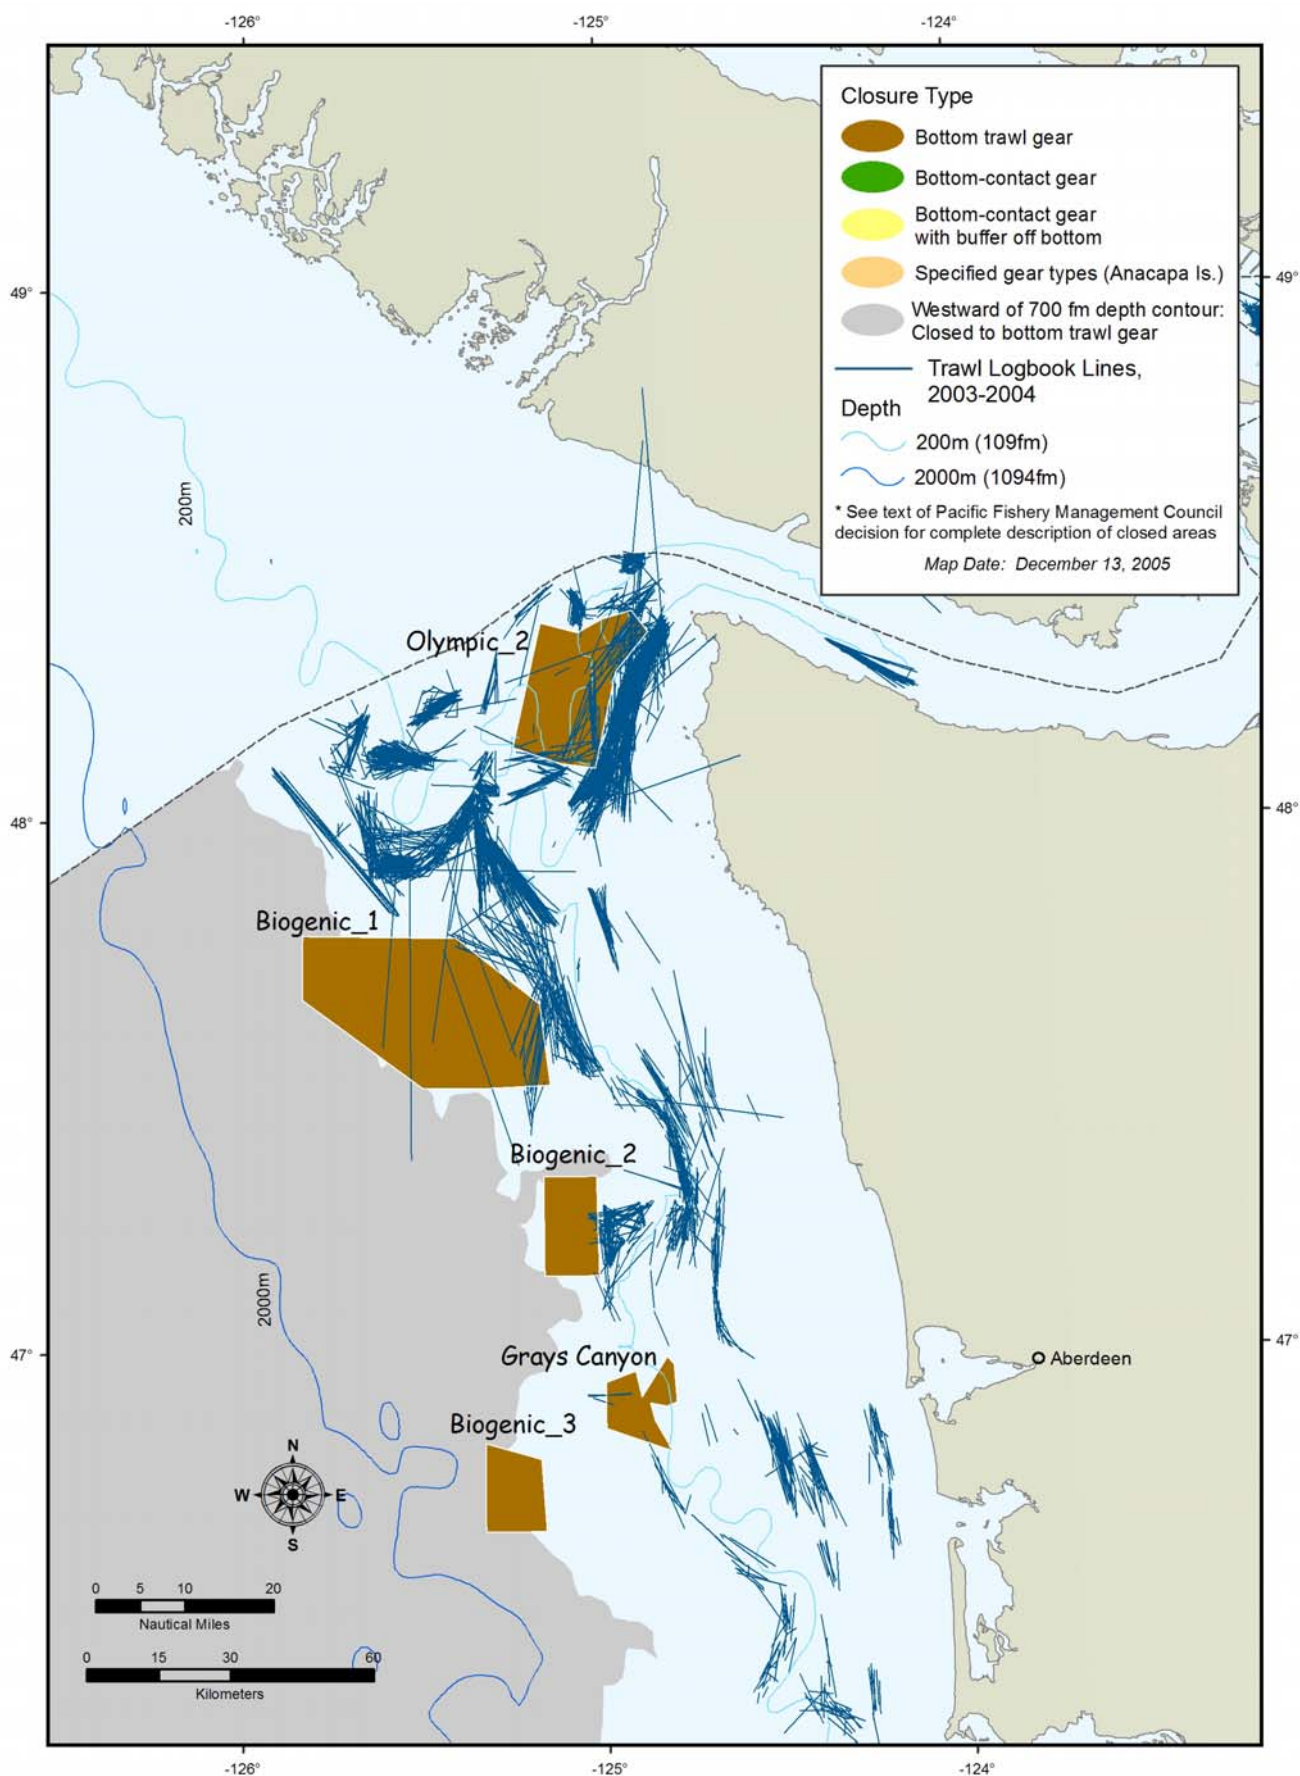 -126°
-125°
-124°
Closure Type
Bottom trawl gear
Bottom-contact gear
Bottom-contact gear
with buffer off bottom
Specified gear types (Anacapa Is.)
Westward of 700 fm depth contour:
Closed to bottom trawl gear
Trawl Logbook Lines,
2003-2004
Depth
200m (109fm)
2000m (1094fm)
* See text of Pacific Fishery Management Council
decision for complete description of closed areas
Map Date: December 13, 2005
49°
49°
200m
Olympic_2
48°
48°
Biogenic_1
Biogenic_2
2000m
47°
47°
Grays Canyon
Aberdeen
Biogenic_3
N
W
E
S
0 5 10 20
Nautical Miles
0 15 30 60
Kilometers
-126°
-125°
-124°